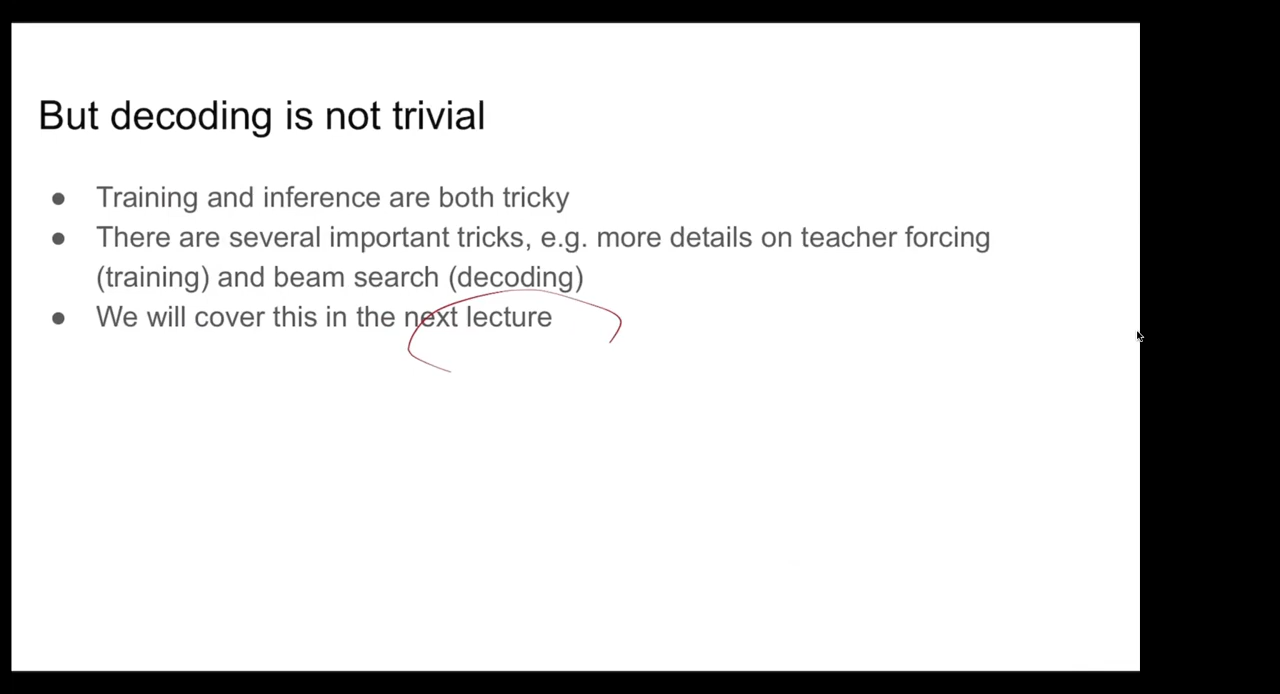 But decoding is not trivial
● Training and inference are both tricky
● There are several important tricks, e.g. more details on teacher forcing
(training) and beam search (decoding)
● We will cover this in the next lecture